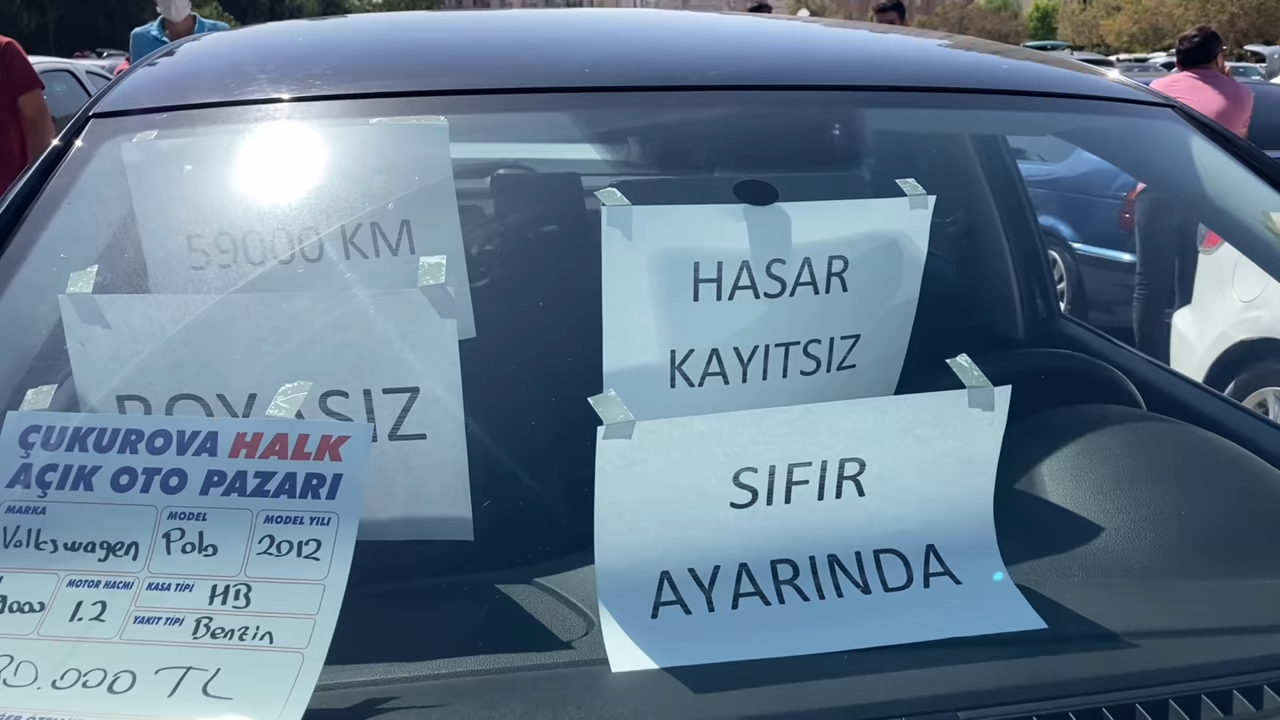 59000 KM
HASAR
KAYITSIZ
SIFIR
AYARINDA
ÇUKUROVA HALK
AÇIK OTO PAZARI
MARKA
Volkswagen
MODEL
Polo
MODEL YILI
2012
MOTOR HACMİ
1.2
KASA TİPİ HB
YAKIT TİPİ Benzin
0.000 TL